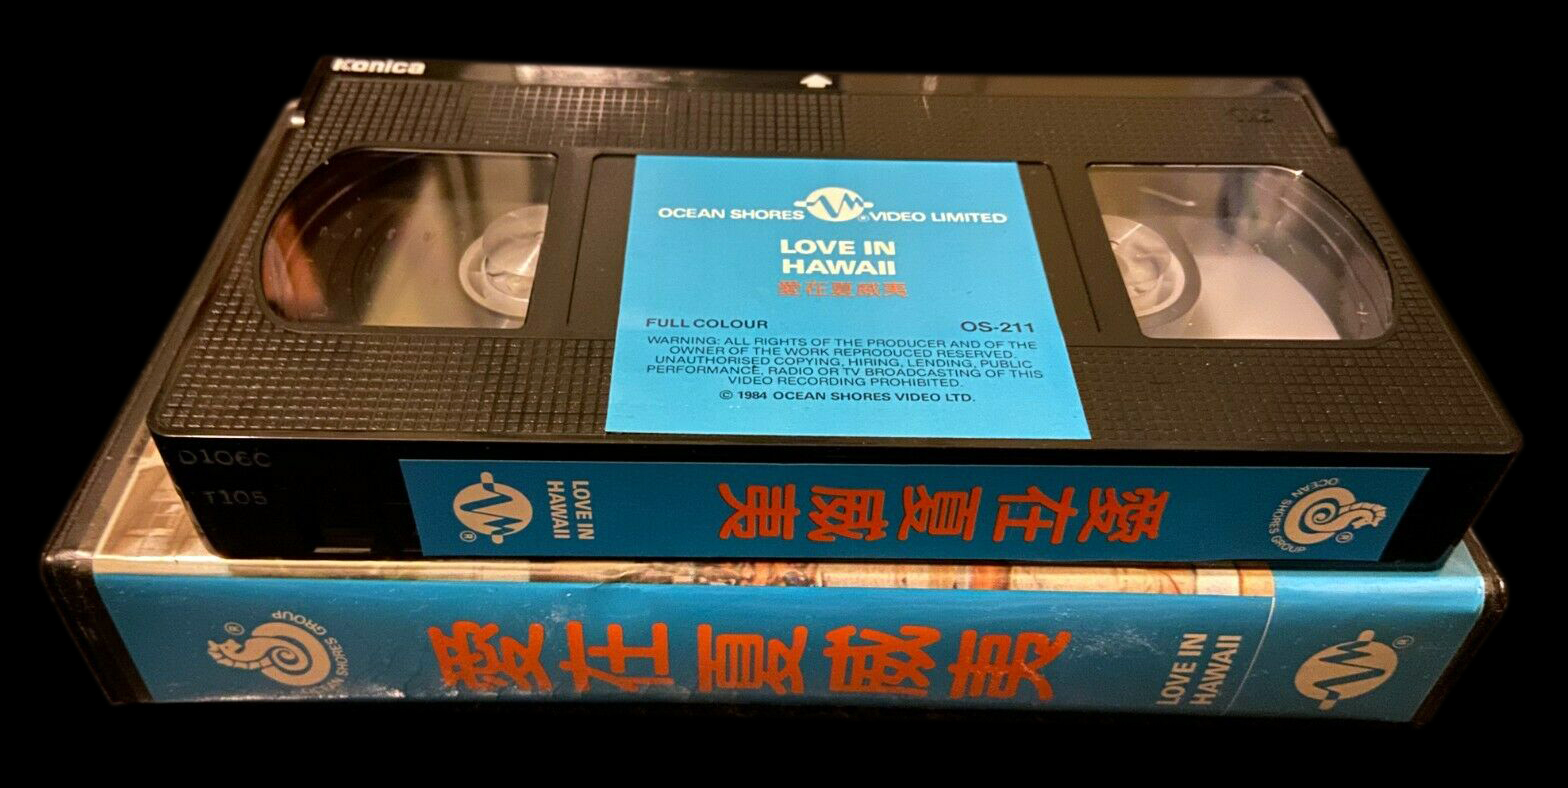 Konica
OCEAN SHORES VM® VIDEO LIMITED
LOVE IN
HAWAII
愛在夏威夷
FULL COLOUR
OS-211
WARNING: ALL RIGHTS OF THE PRODUCER AND OF THE
OWNER OF THE WORK REPRODUCED RESERVED.
UNAUTHORISED COPYING, HIRING, LENDING, PUBLIC
PERFORMANCE, RADIO OR TV BROADCASTING OF THIS
VIDEO RECORDING PROHIBITED.
© 1984 OCEAN SHORES VIDEO LTD.
D106C
T105
VM®
LOVE IN
HAWAII
愛在夏威夷
OCEAN SHORES GROUP ®
SHORES GROUP ®
愛在夏威夷
LOVE IN
HAWAII
VM®